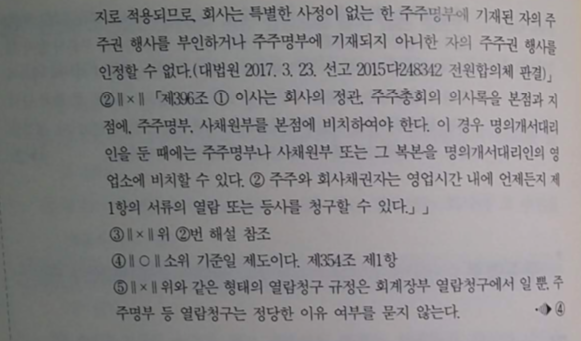 지로 적용되므로, 회사는 특별한 사정이 없는 한 주주명부에 기재된 자의 주
주권 행사를 부인하거나 주주명부에 기재되지 아니한 자의 주주권 행사를
인정할 수 없다.(대법원 2017. 3. 23. 선고 2015다248342 전원합의체 판결)」
②∥×∥「제396조 ① 이사는 회사의 정관, 주주총회의 의사록을 본점과 지
점에, 주주명부, 사채원부를 본점에 비치하여야 한다. 이 경우 명의개서대리
인을 둔 때에는 주주명부나 사채원부 또는 그 복본을 명의개서대리인의 영
업소에 비치할 수 있다. ② 주주와 회사채권자는 영업시간 내에 언제든지 제
1항의 서류의 열람 또는 등사를 청구할 수 있다.」」
③∥×∥위 ②번 해설 참조
④∥○∥소위 기준일 제도이다. 제354조 제1항
⑤∥×∥위와 같은 형태의 열람청구 규정은 회계장부 열람청구에서 일 뿐, 주
주명부 등 열람청구는 정당한 이유 여부를 묻지 않는다. ④